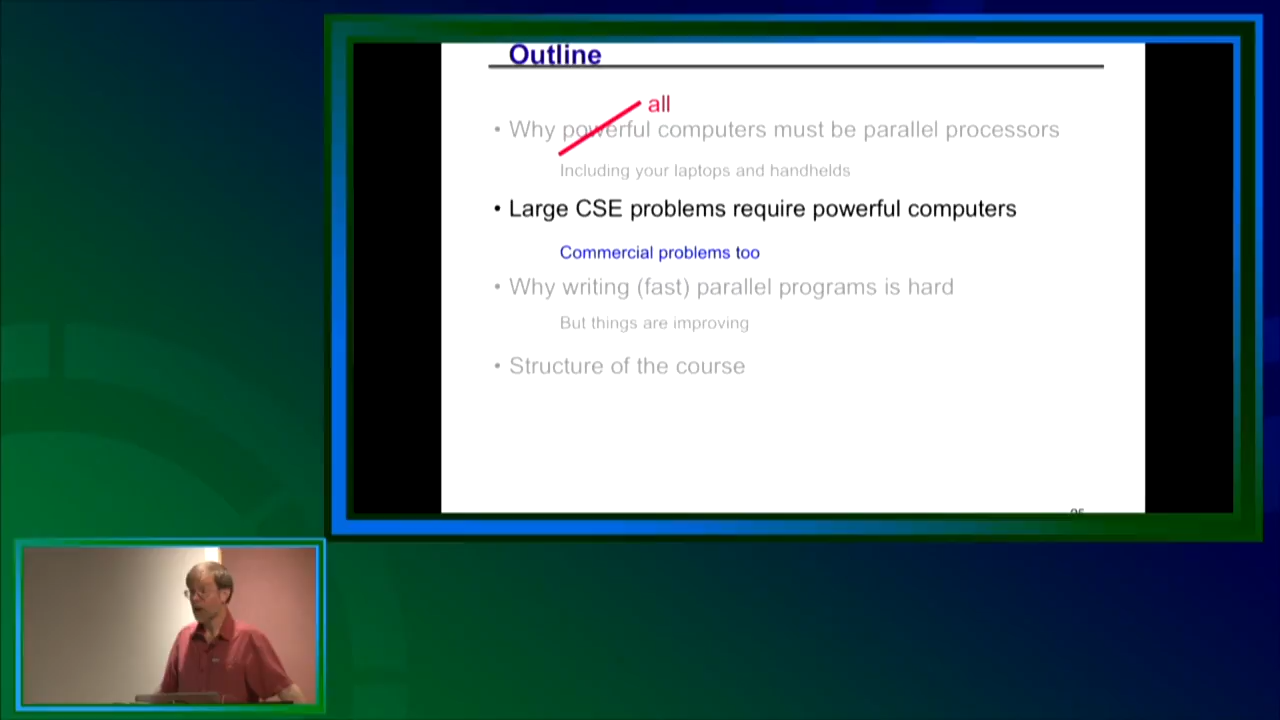 Outline
all
• Why powerful computers must be parallel processors
Including your laptops and handhelds
• Large CSE problems require powerful computers
Commercial problems too
• Why writing (fast) parallel programs is hard
But things are improving
• Structure of the course